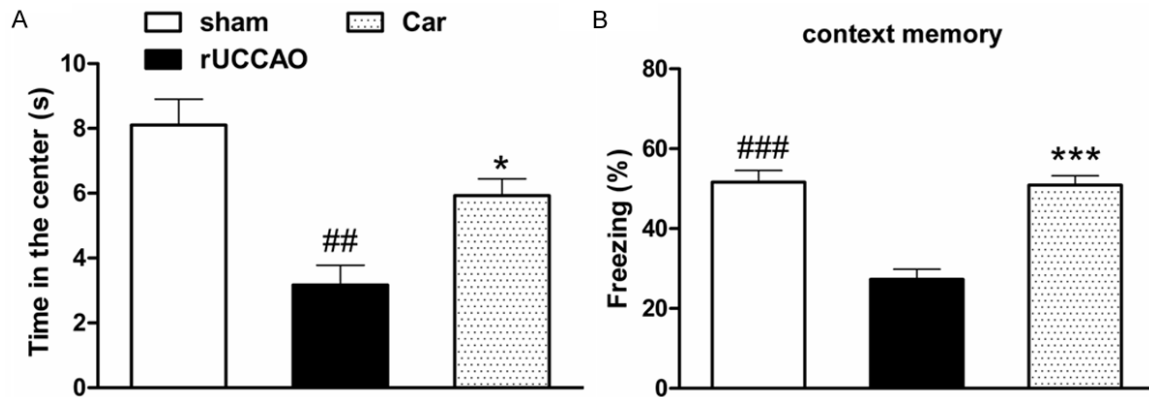 A
sham
Car
rUCCAO
Time in the center (s)
10
8
6
4
2
0
##
*
B
context memory
Freezing (%)
80
60
40
20
0
###
***